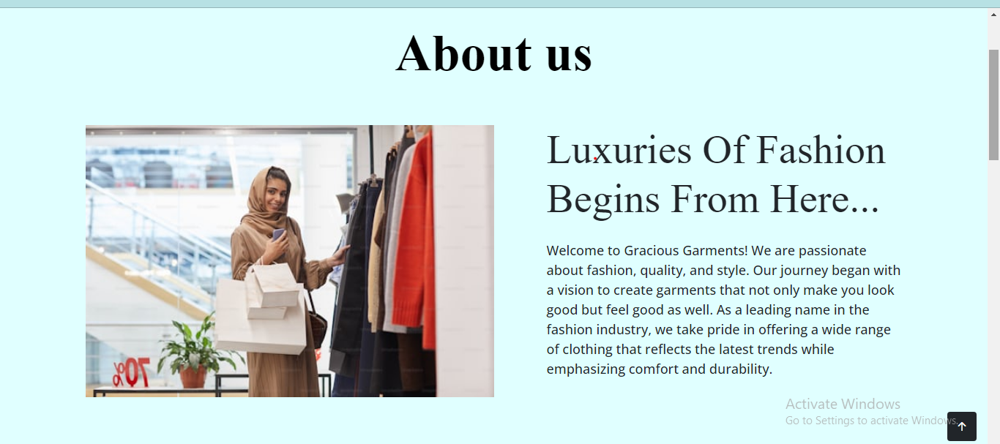 About us
Luxuries Of Fashion
Begins From Here...
Welcome to Gracious Garments! We are passionate
about fashion, quality, and style. Our journey began with
a vision to create garments that not only make you look
good but feel good as well. As a leading name in the
fashion industry, we take pride in offering a wide range
of clothing that reflects the latest trends while
emphasizing comfort and durability.
70%
Activate Windows
Go to Settings to activate Windows.